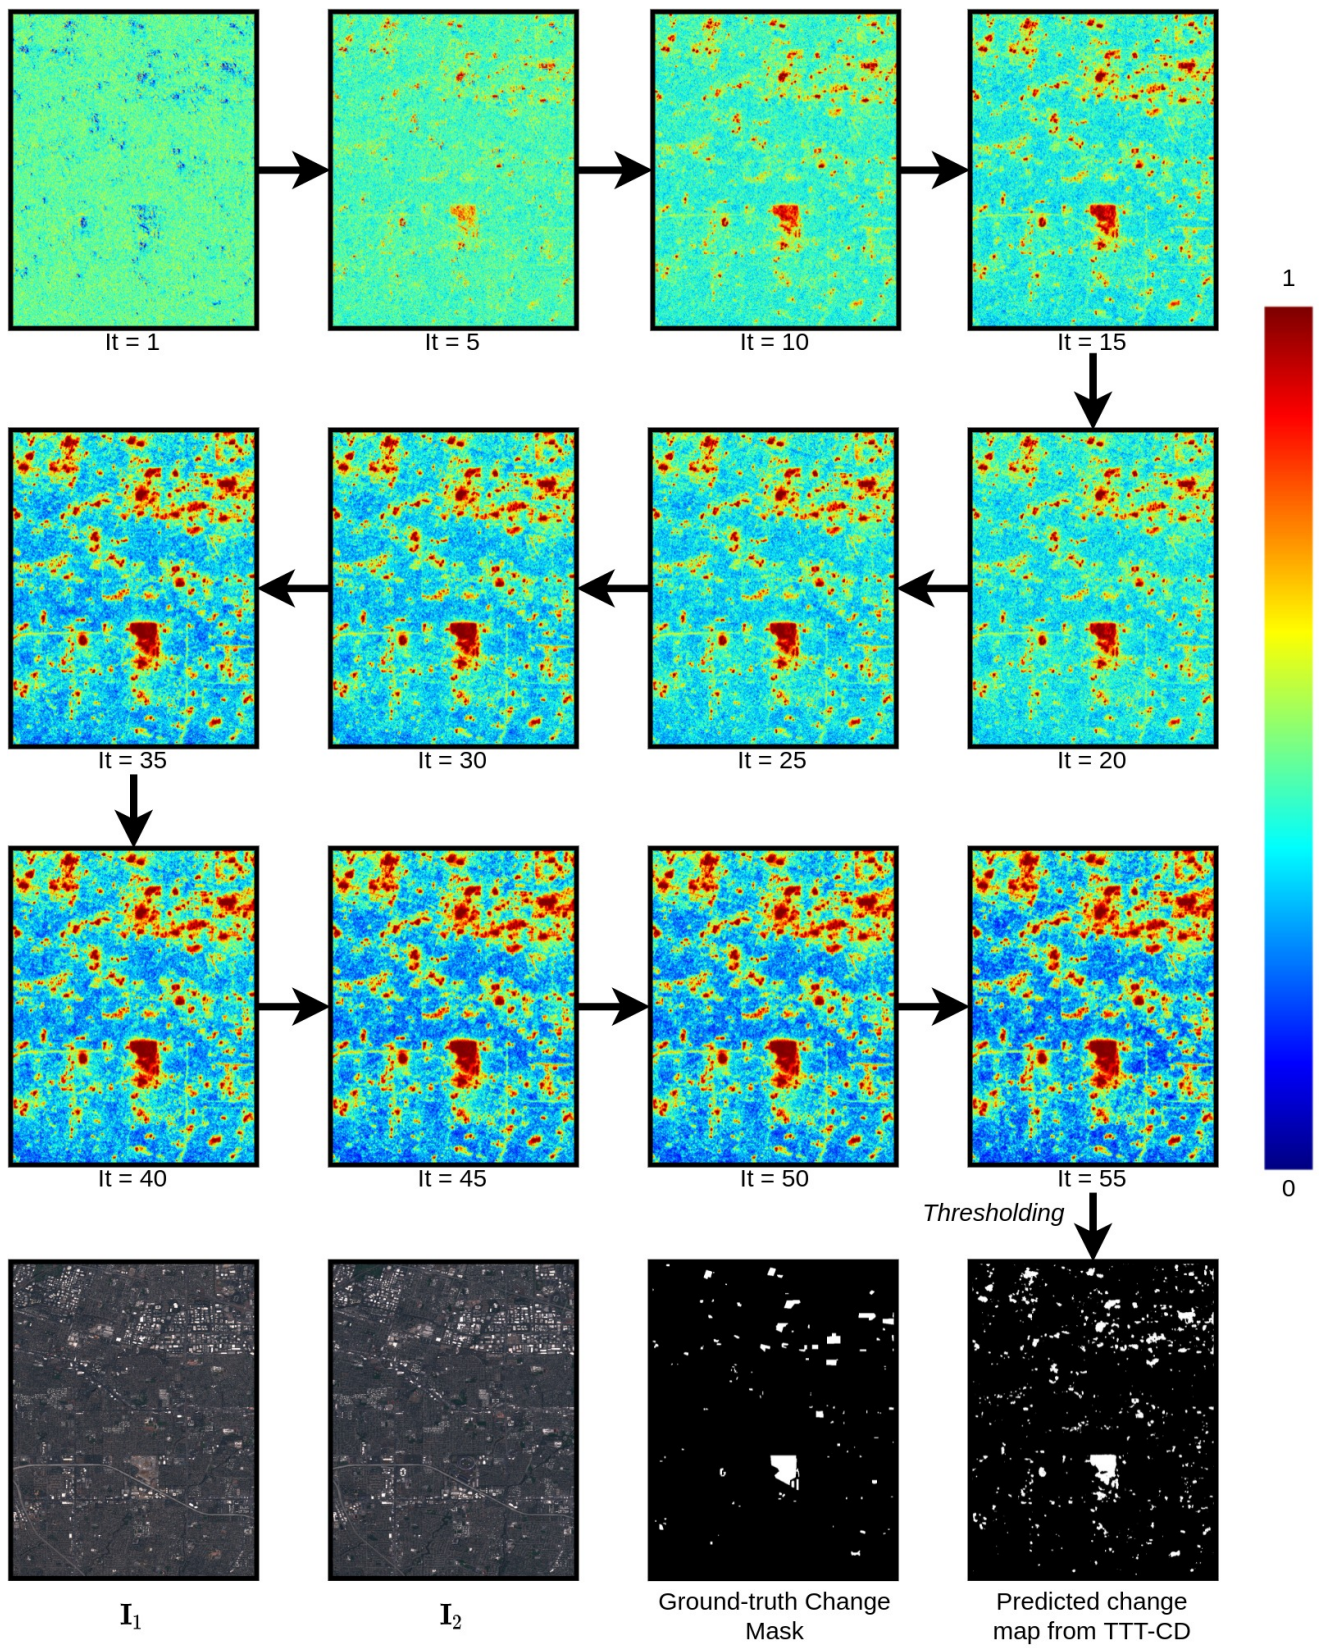 It = 1
It = 5
It = 10
It = 15
1
It = 35
It = 30
It = 25
It = 20
It = 40
It = 45
It = 50
It = 55
0
Thresholding
I₁
I₂
Ground-truth Change
Mask
Predicted change
map from TTT-CD